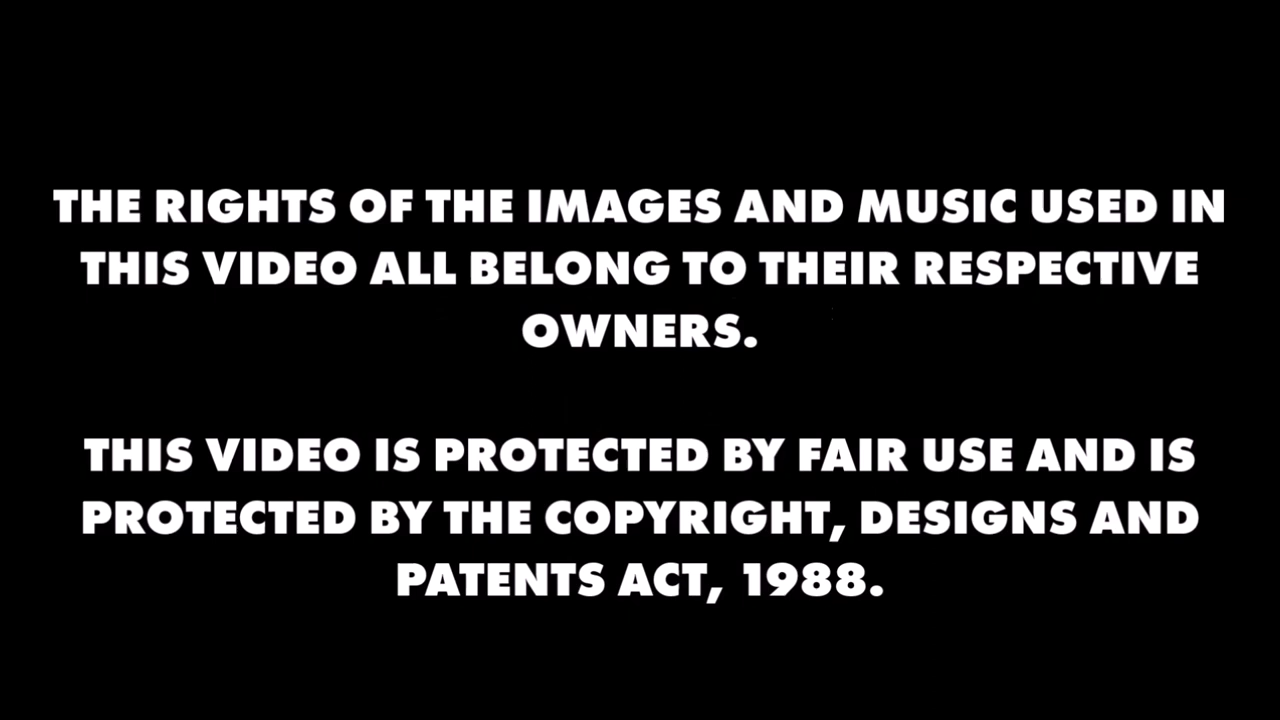 THE RIGHTS OF THE IMAGES AND MUSIC USED IN
THIS VIDEO ALL BELONG TO THEIR RESPECTIVE
OWNERS.
THIS VIDEO IS PROTECTED BY FAIR USE AND IS
PROTECTED BY THE COPYRIGHT, DESIGNS AND
PATENTS ACT, 1988.